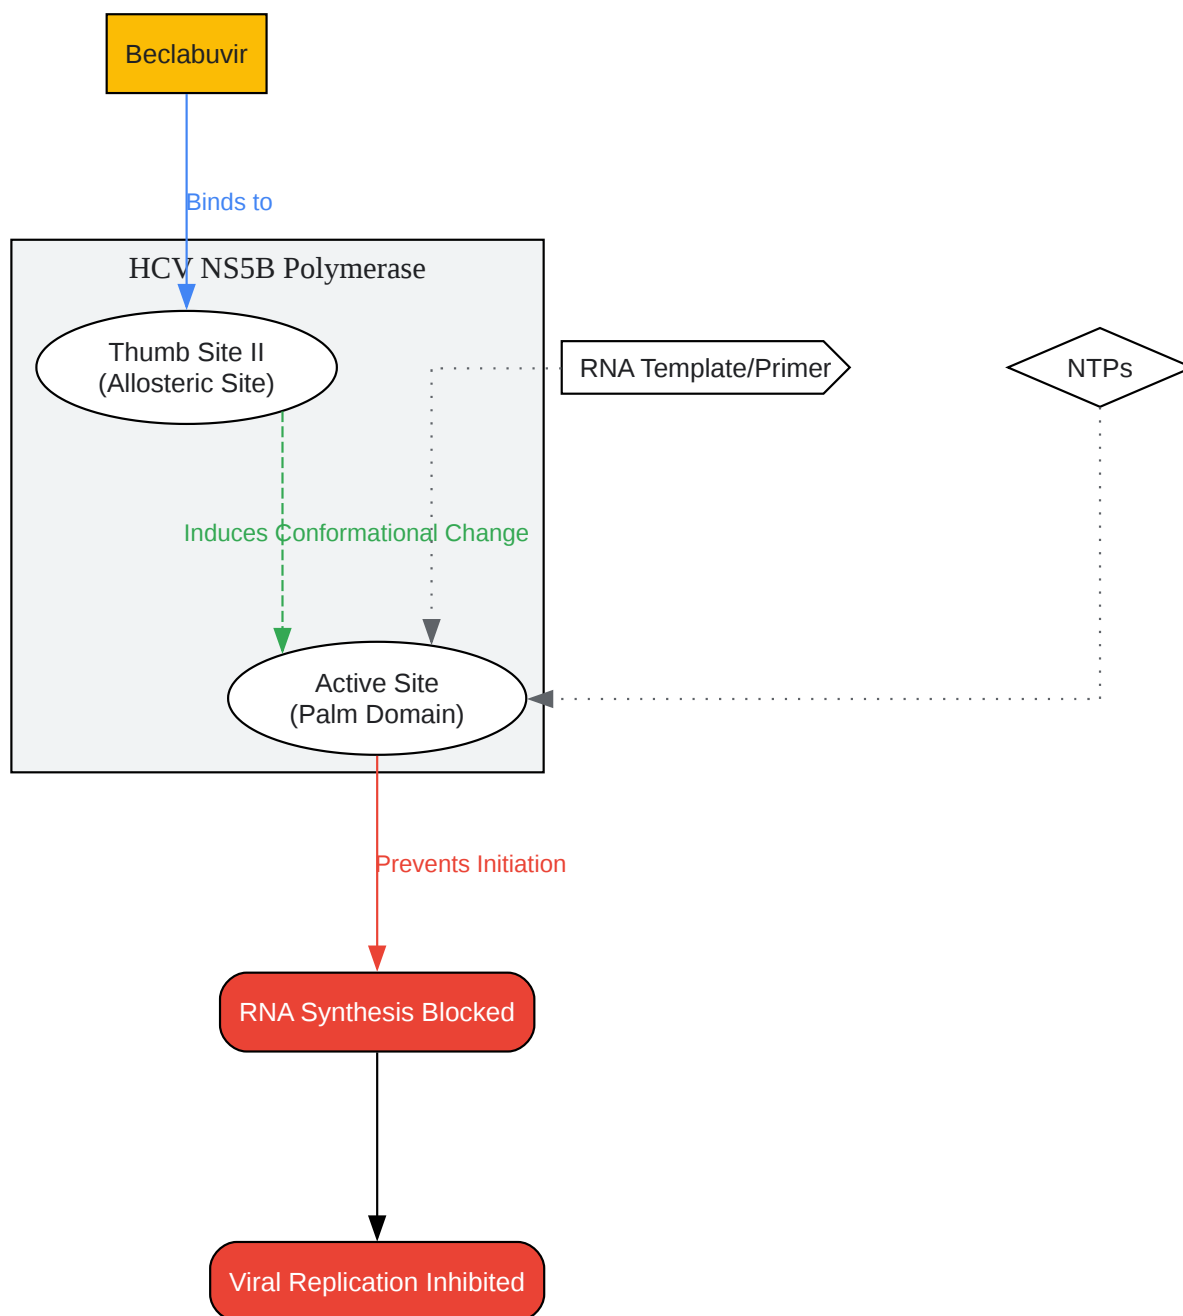 Beclabuvir
Binds to
HCV NS5B Polymerase
Thumb Site II
(Allosteric Site)
RNA Template/Primer
NTPs
Induces Conformational Change
Active Site
(Palm Domain)
Prevents Initiation
RNA Synthesis Blocked
Viral Replication Inhibited